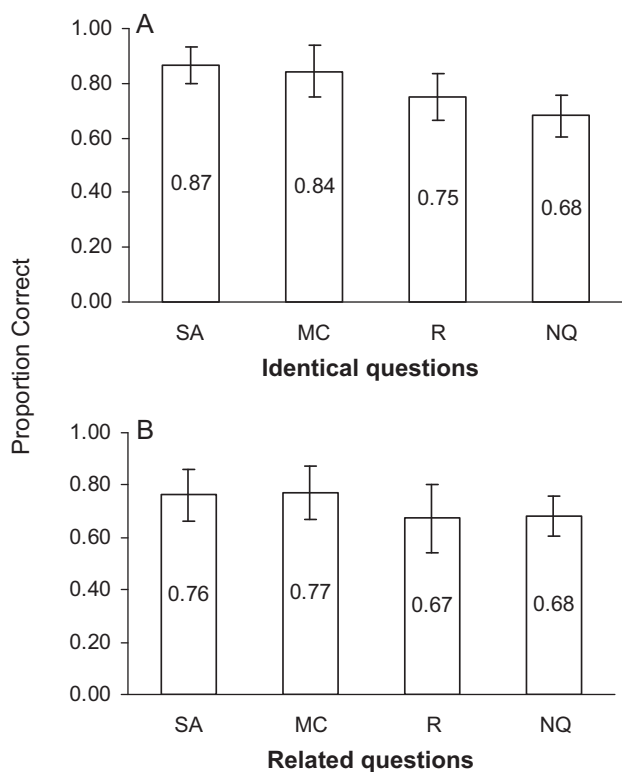 A
1.00
0.80
0.60
0.40
0.20
0.00
0.87 0.84 0.75 0.68
SA MC R NQ
Identical questions
Proportion Correct
B
1.00
0.80
0.60
0.40
0.20
0.00
0.76 0.77 0.67 0.68
SA MC R NQ
Related questions